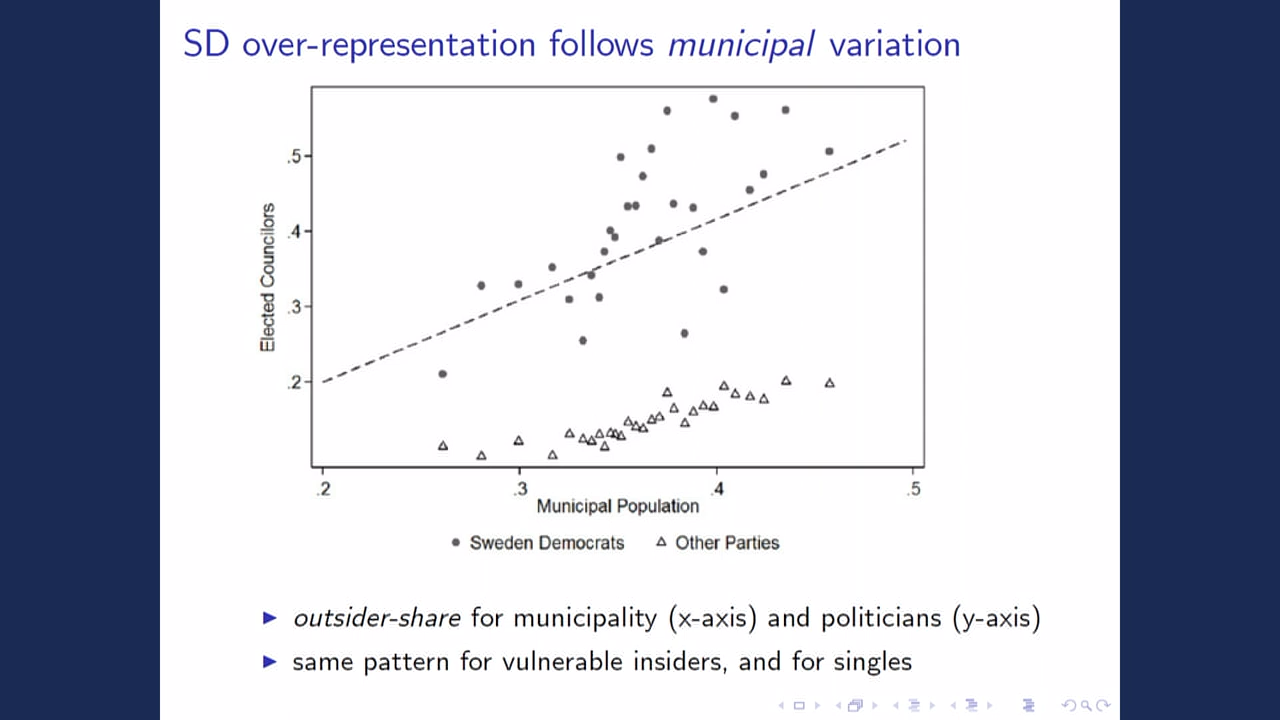 SD over-representation follows municipal variation
.5
.4
.3
.2
Elected Councilors
.2 .3 .4 .5
Municipal Population
Sweden Democrats Other Parties
outsider-share for municipality (x-axis) and politicians (y-axis)
same pattern for vulnerable insiders, and for singles